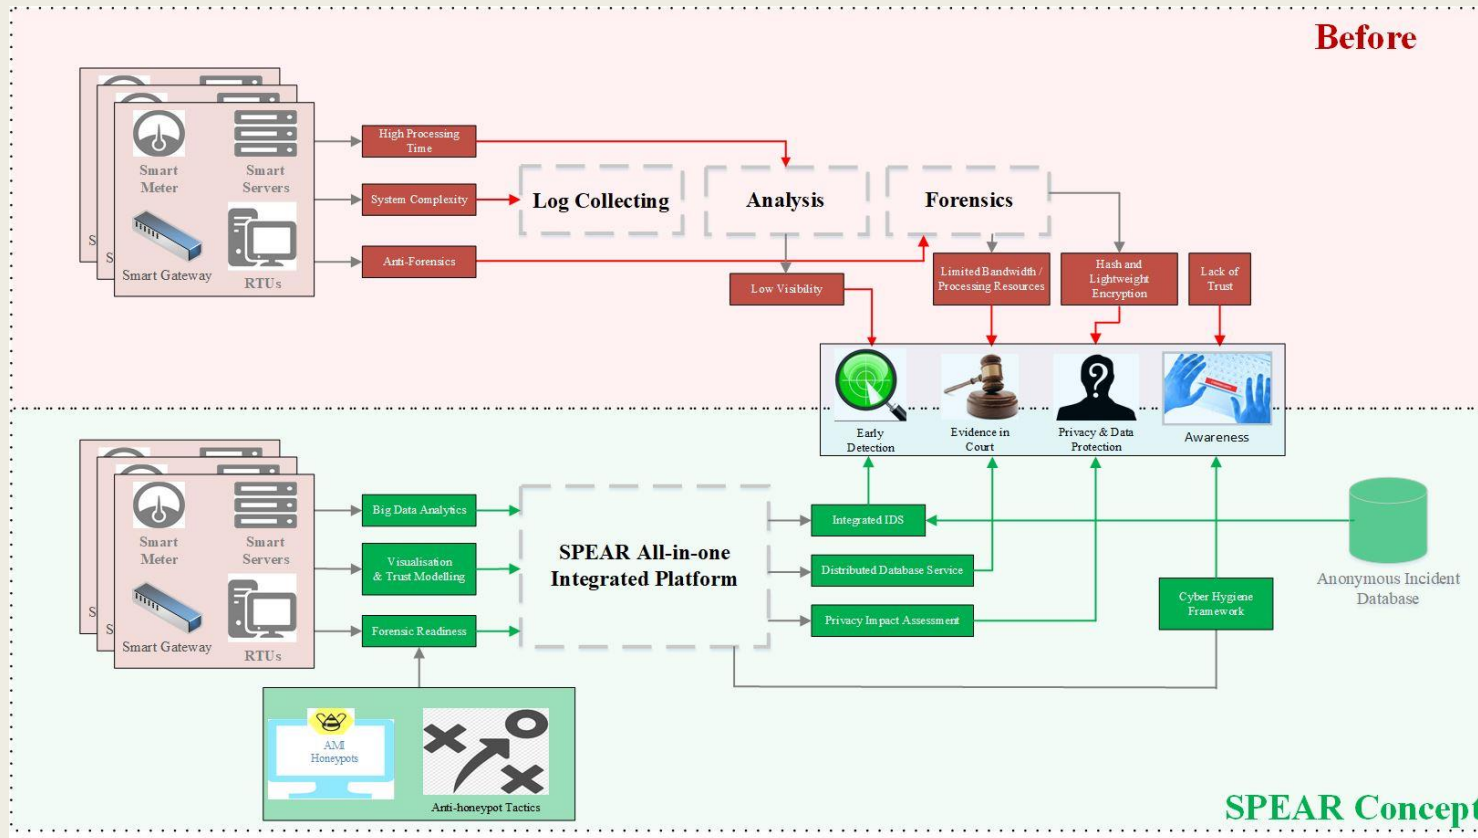 Before
Smart
Meter
Smart
Servers
S
S
Smart Gateway
RTUs
High Processing
Time
System Complexity
Anti-Forensics
Log Collecting
Analysis
Forensics
Low Visibility
Limited Bandwidth /
Processing Resources
Hash and
Lightweight
Encryption
Lack of
Trust
Early
Detection
Evidence in
Court
Privacy & Data
Protection
Awareness
Smart
Meter
Smart
Servers
S
S
Smart Gateway
RTUs
Big Data Analytics
Visualisation
& Trust Modelling
Forensic Readiness
SPEAR All-in-one
Integrated Platform
Integrated IDS
Distributed Database Service
Privacy Impact Assessment
Cyber Hygiene
Framework
Anonymous Incident
Database
AMI
Honeypots
Anti-honeypot Tactics
SPEAR Concept